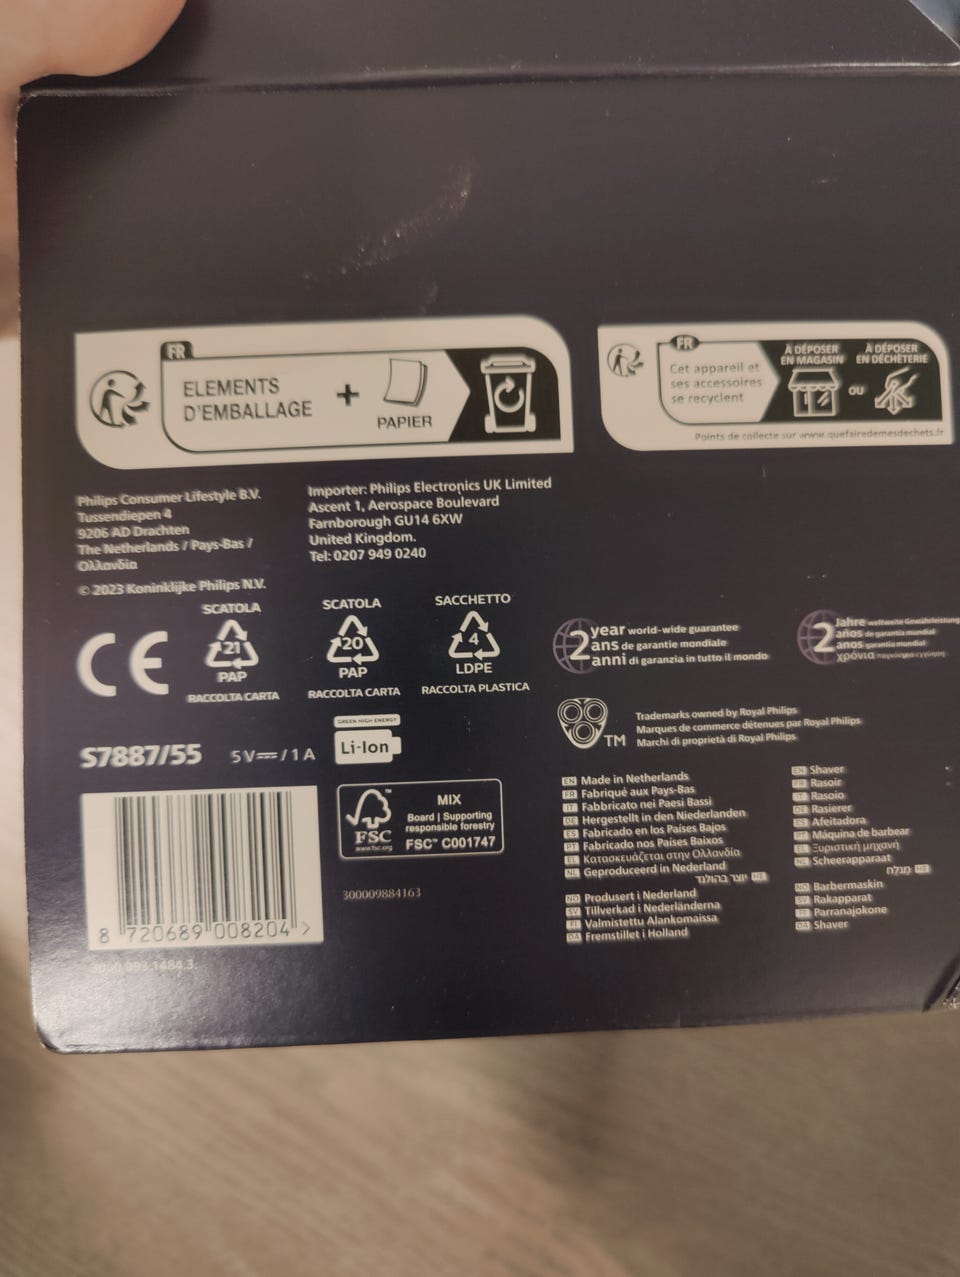 FR
ELEMENTS
D'EMBALLAGE
+
PAPIER
FR
Cet appareil et
ses accessoires
se recyclent
À DÉPOSER
EN MAGASIN
OU
À DÉPOSER
EN DÉCHÈTERIE
Points de collecte sur www.quefairedemesdechets.fr
Philips Consumer Lifestyle B.V.
Tussendiepen 4
9206 AD Drachten
The Netherlands / Pays-Bas /
Ολλανδία
© 2023 Koninklijke Philips N.V.
Importer: Philips Electronics UK Limited
Ascent 1, Aerospace Boulevard
Farnborough GU14 6XW
United Kingdom.
Tel: 0207 949 0240
CE
SCATOLA
21
PAP
RACCOLTA CARTA
SCATOLA
20
PAP
RACCOLTA CARTA
SACCHETTO
4
LDPE
RACCOLTA PLASTICA
2 year world-wide guarantee
ans de garantie mondiale
anni di garanzia in tutto il mondo
2 Jahre weltweite Gewährleistung
años de garantía mondial
anos garantia mundial
χρόνια παγκόσμια εγγύηση
S7887/55
5V⎓/1A
GREEN HIGH ENERGY
Li-Ion
TM
Trademarks owned by Royal Philips
Marques de commerce détenues par Royal Philips
Marchi di proprietà di Royal Philips
8 720689 008204 >
FSC™
www.fsc.org
MIX
Board | Supporting
responsible forestry
FSC™ C001747
300009884163
EN Made in Netherlands
FR Fabriqué aux Pays-Bas
IT Fabbricato nei Paesi Bassi
DE Hergestellt in den Niederlanden
ES Fabricado en los Países Bajos
PT Fabricado nos Países Baixos
EL Κατασκευάζεται στην Ολλανδία
NL Geproduceerd in Nederland
HE יוצר בהולנד
NO Produsert i Nederland
SV Tillverkad i Nederländerna
FI Valmistettu Alankomaissa
DA Fremstillet i Holland
EN Shaver
FR Rasoir
IT Rasoio
DE Rasierer
ES Afeitadora
PT Máquina de barbear
EL Ξυριστική μηχανή
NL Scheerapparaat
HE מגלח
NO Barbermaskin
SV Rakapparat
FI Parranajokone
DA Shaver